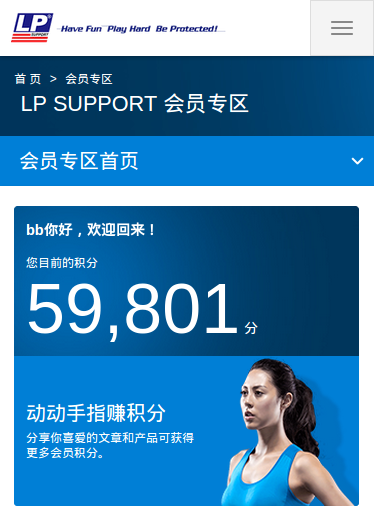 LP
SUPPORT
Have Fun Play Hard Be Protected!
首页 > 会员专区
LP SUPPORT 会员专区
会员专区首页
bb你好，欢迎回来！
您目前的积分
59,801 分
动动手指赚积分
分享你喜爱的文章和产品可获得
更多会员积分。